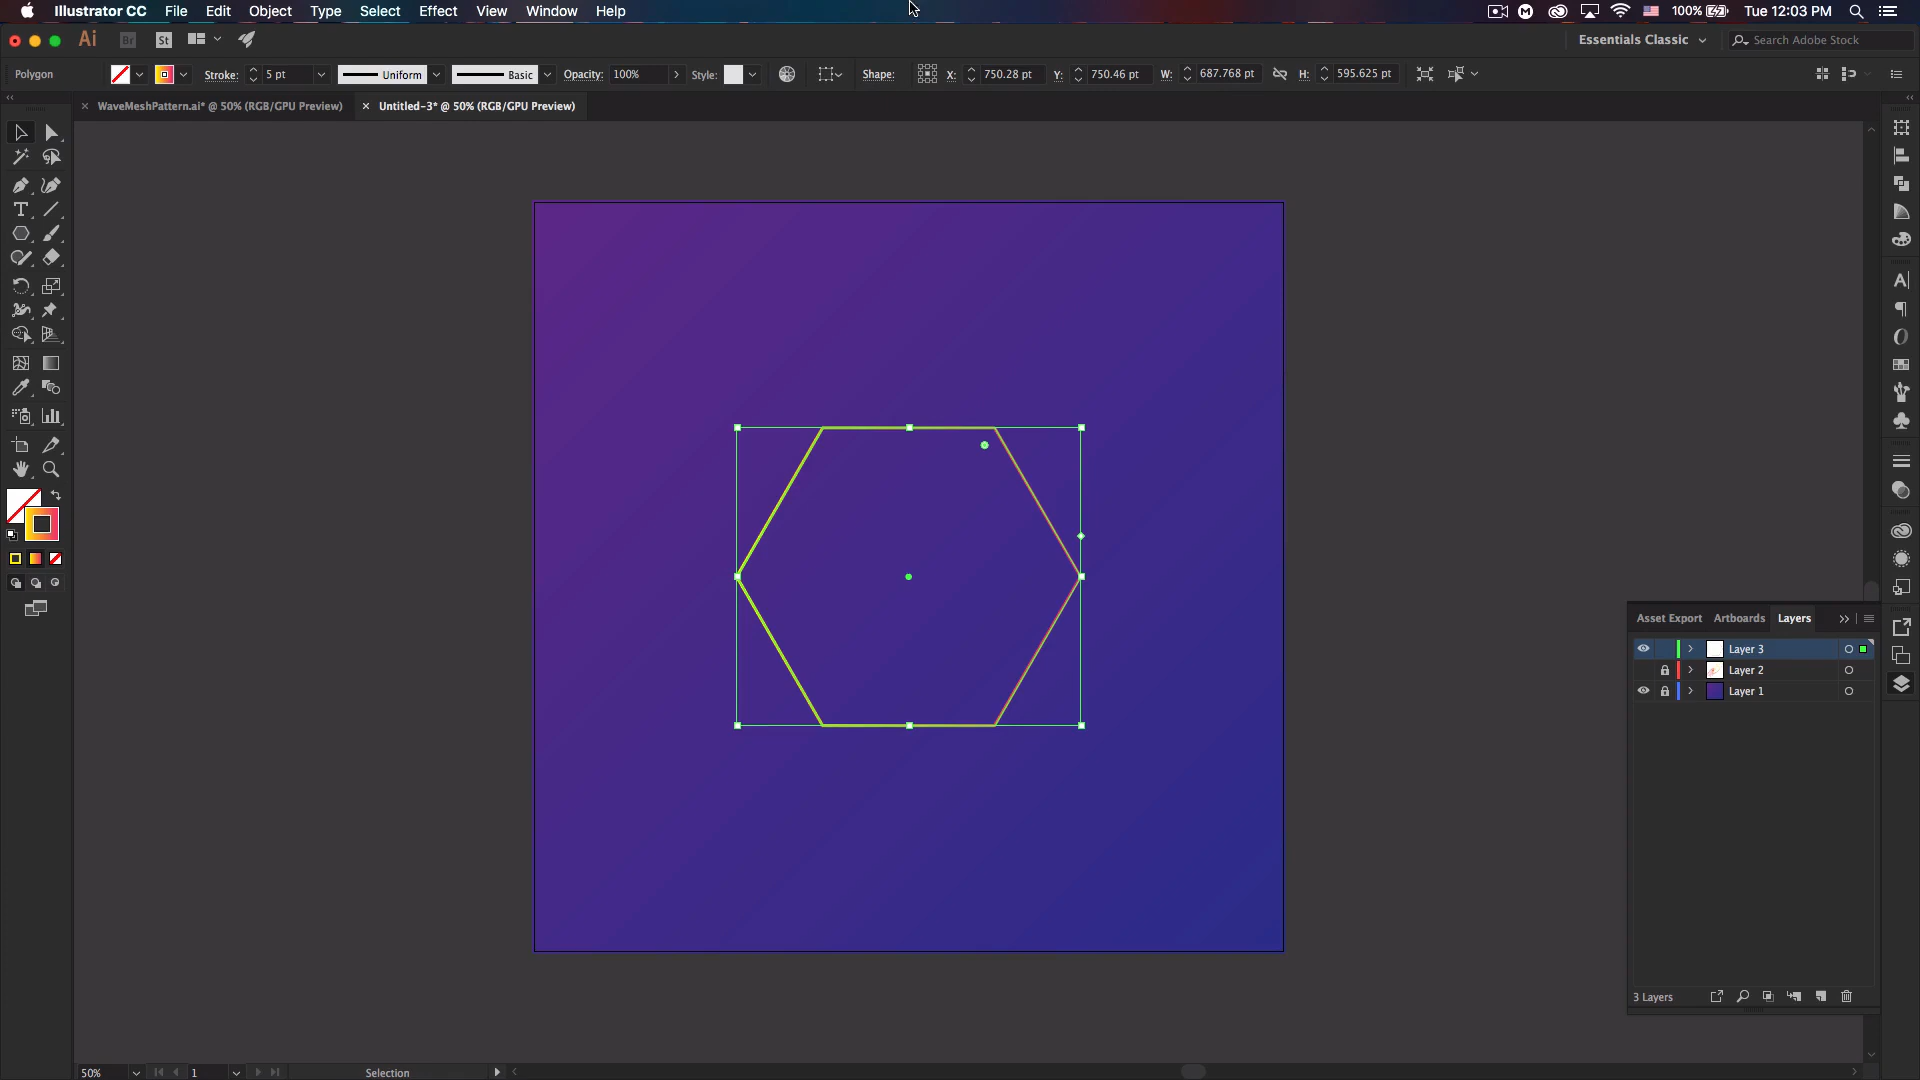 Illustrator CC File Edit Object Type Select Effect View Window Help 100% Tue 12:03 PM
Ai Br St Essentials Classic Search Adobe Stock
Polygon Stroke: 5 pt Uniform Basic Opacity: 100% Style: Shape: X: 750.28 pt Y: 750.46 pt W: 687.768 pt H: 595.625 pt
WaveMeshPattern.ai* @ 50% (RGB/GPU Preview) Untitled-3* @ 50% (RGB/GPU Preview)
Asset Export Artboards Layers
Layer 3
Layer 2
Layer 1
3 Layers
50% 1 Selection